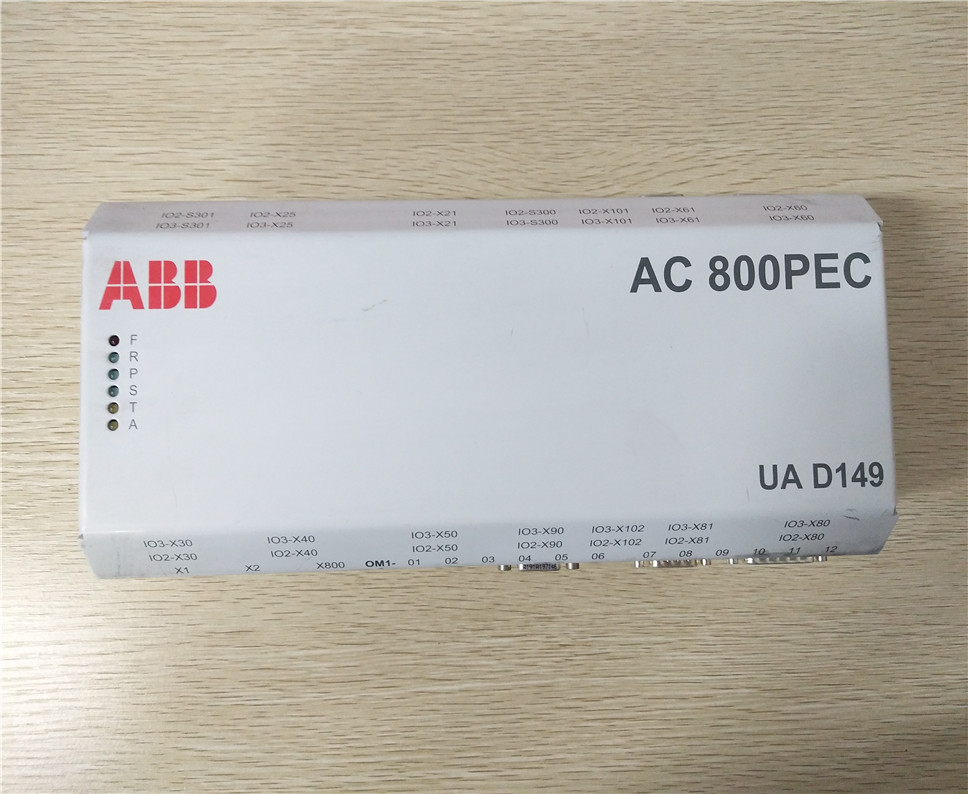 IO2-S301 IO2-X25 IO2-X21 IO2-S300 IO2-X101 IO2-X61 IO2-X60
IO3-S301 IO3-X25 IO3-X21 IO3-S300 IO3-X101 IO3-X61 IO3-X60
ABB
AC 800PEC
F
R
P
S
T
A
UA D149
IO3-X30 IO3-X40 IO3-X50 IO3-X90 IO3-X102 IO3-X81 IO3-X80
IO2-X30 IO2-X40 IO2-X50 IO2-X90 IO2-X102 IO2-X81 IO2-X80
X1 X2 X800 OM1- 01 02 03 04 05 06 07 08 09 10 11 12